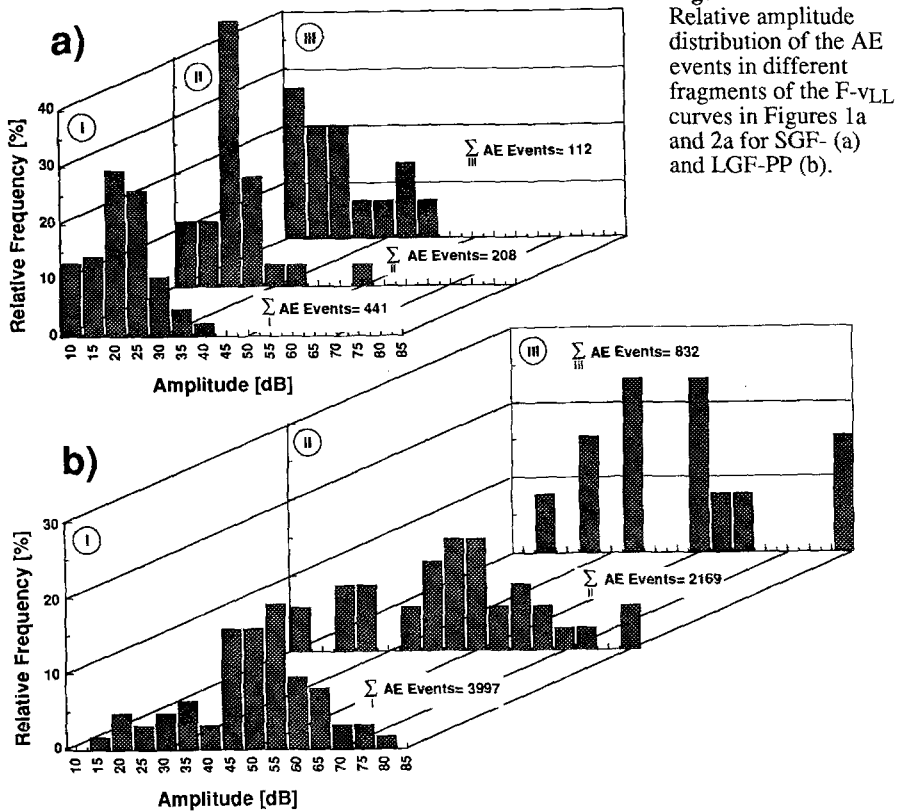 Relative amplitude
distribution of the AE
events in different
fragments of the F-vLL
curves in Figures 1a
and 2a for SGF- (a)
and LGF-PP (b).
a)
I
II
III
Relative Frequency [%]
40
30
20
10
0
Σ III AE Events= 112
Σ II AE Events= 208
Σ I AE Events= 441
10 15 20 25 30 35 40 45 50 55 60 65 70 75 80 85
Amplitude [dB]
b)
I
II
III
Relative Frequency [%]
30
20
10
0
Σ III AE Events= 832
Σ II AE Events= 2169
Σ I AE Events= 3997
10 15 20 25 30 35 40 45 50 55 60 65 70 75 80 85
Amplitude [dB]